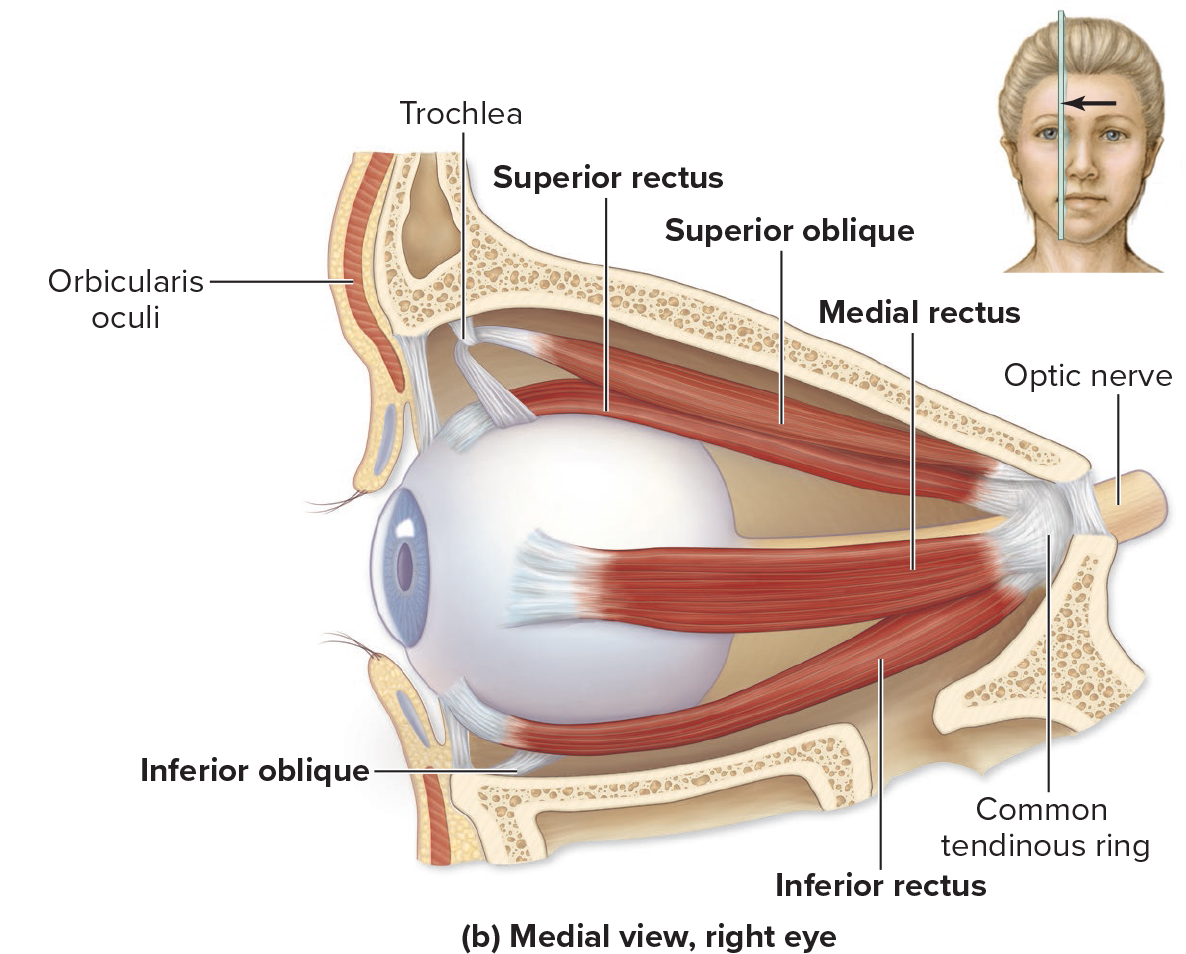 Trochlea
Superior rectus
Superior oblique
Orbicularis
oculi
Medial rectus
Optic nerve
Inferior oblique
Common
tendinous ring
Inferior rectus
(b) Medial view, right eye